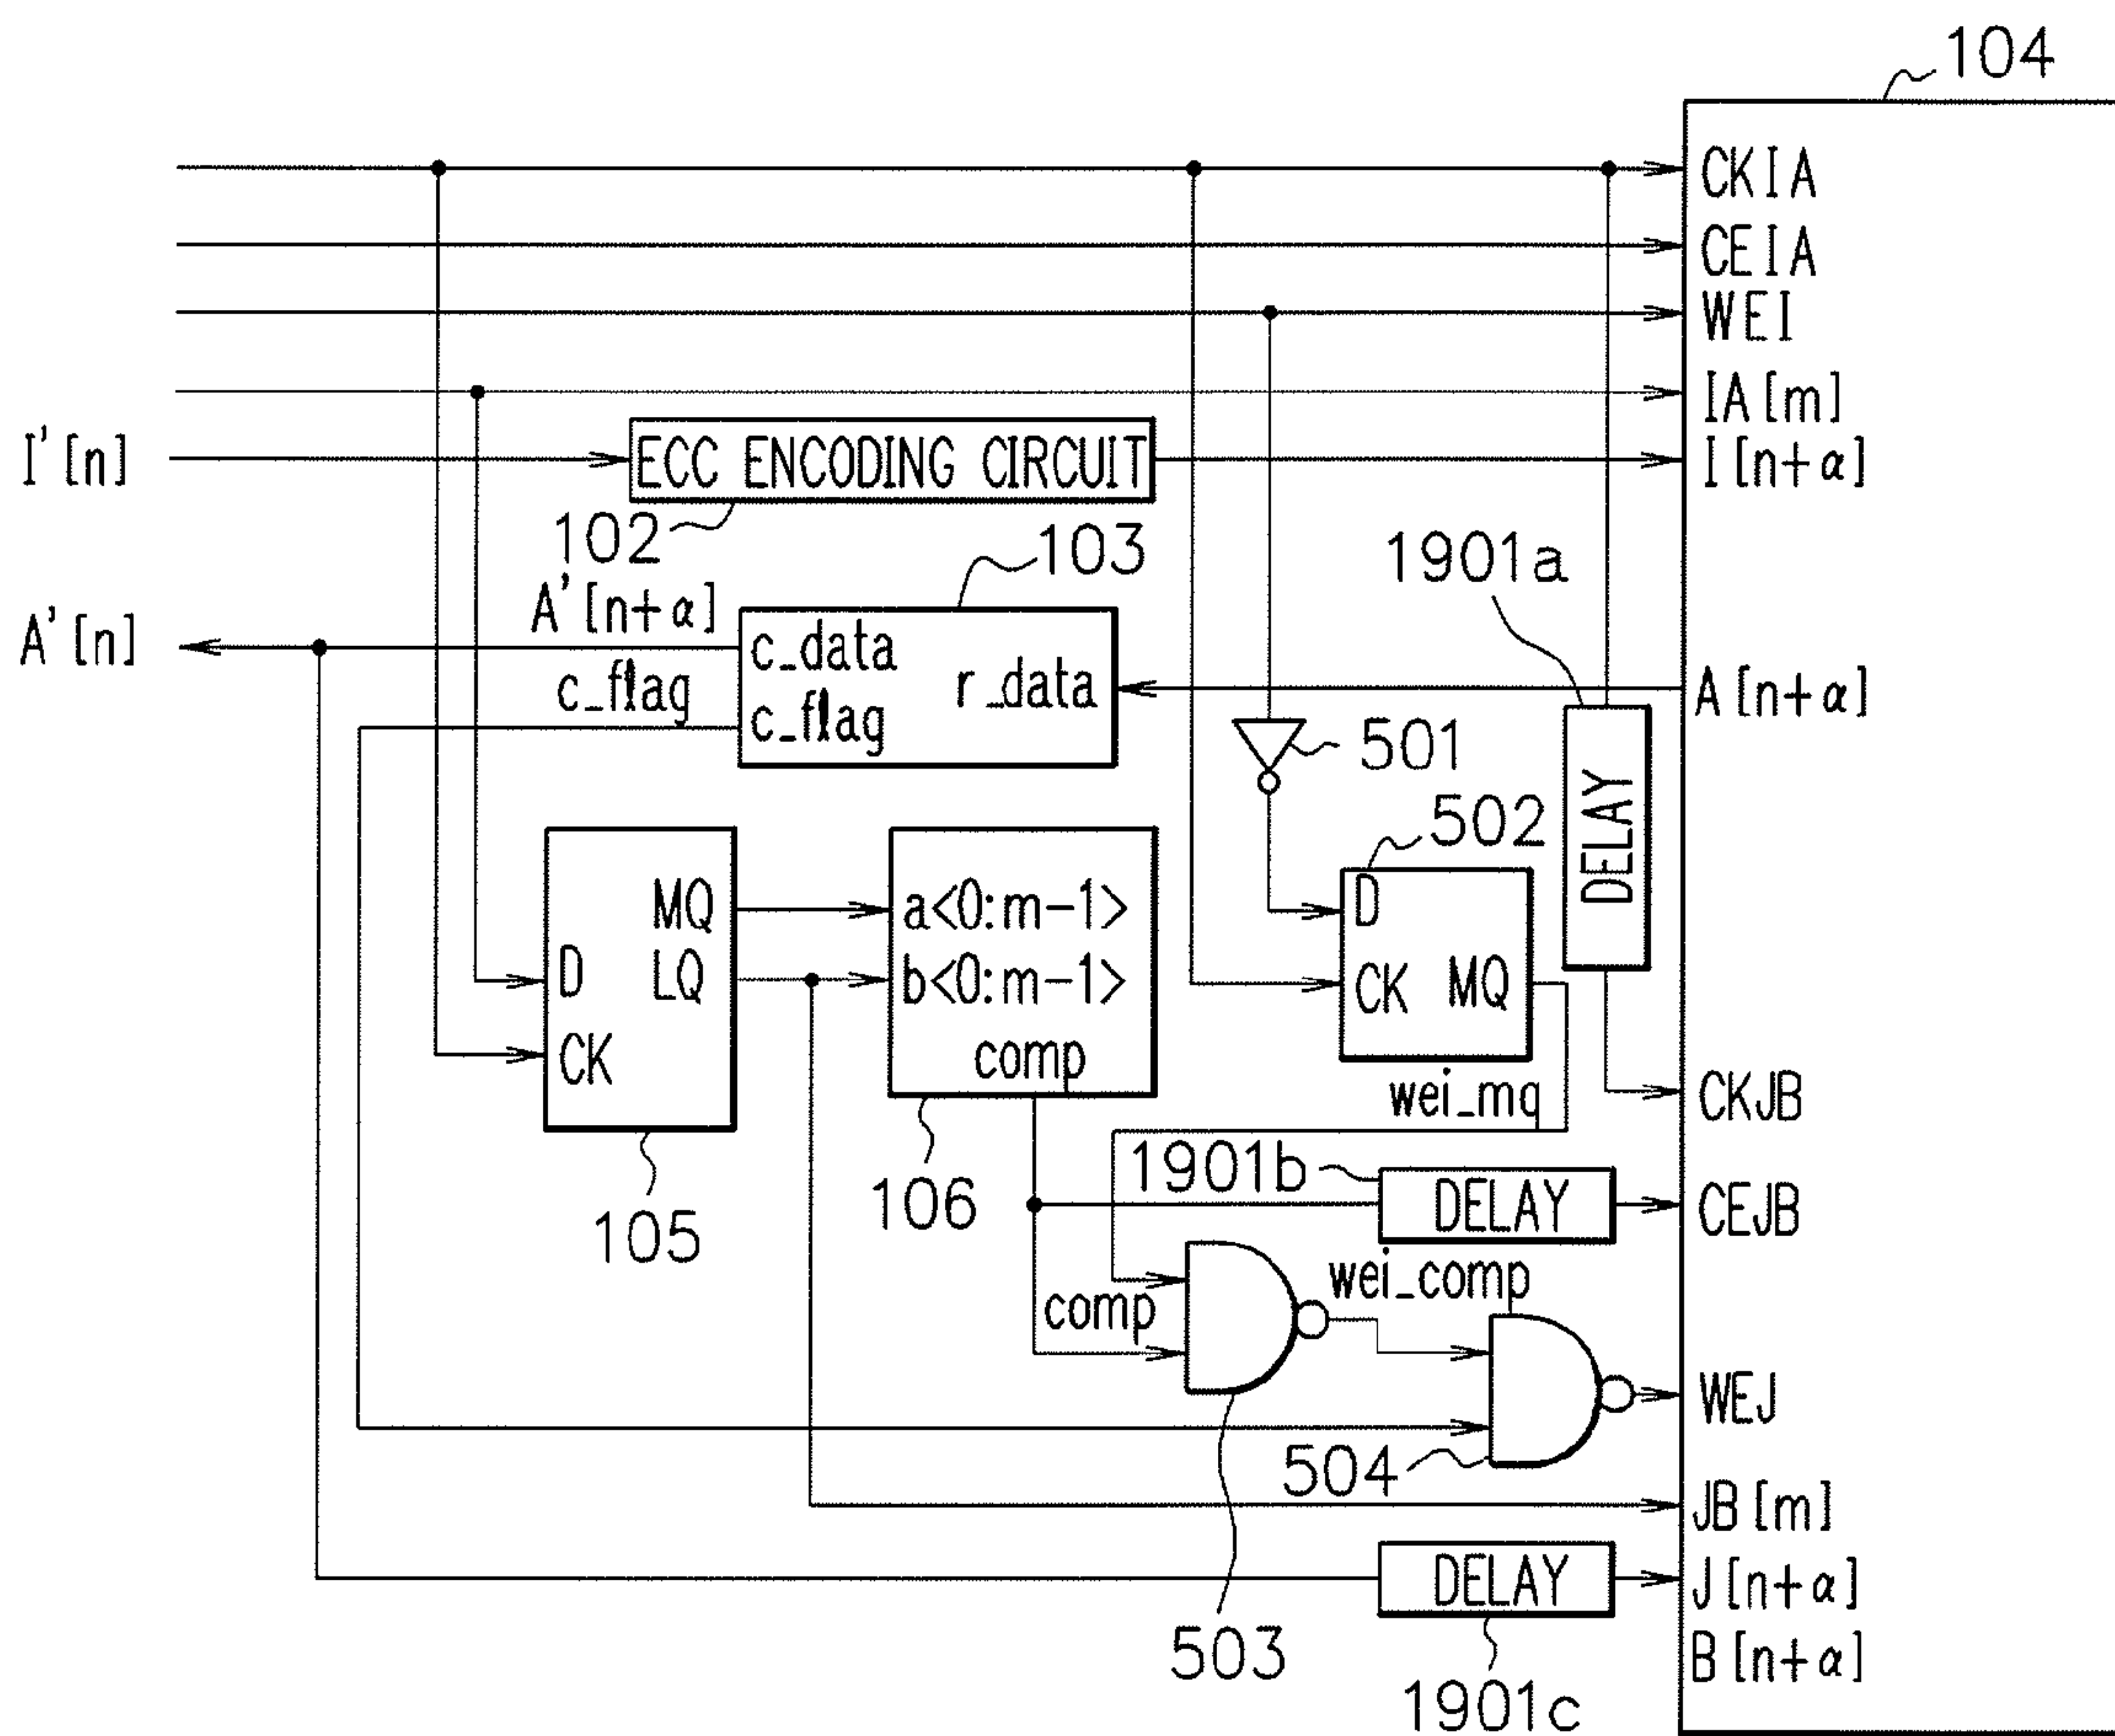 104
CKIA
CEIA
WEI
IA[m]
I'[n]
ECC ENCODING CIRCUIT
I[n+α]
102
103
1901a
A'[n+α]
A'[n]
c_data
c_flag
r_data
A[n+α]
c_flag
501
DELAY
502
MQ
a<0:m-1>
D
D
LQ
b<0:m-1>
CK
MQ
CK
comp
wei_mq
CKJB
105
106
1901b
DELAY
CEJB
comp
wei_comp
WEJ
504
JB[m]
DELAY
J[n+α]
503
B[n+α]
1901c